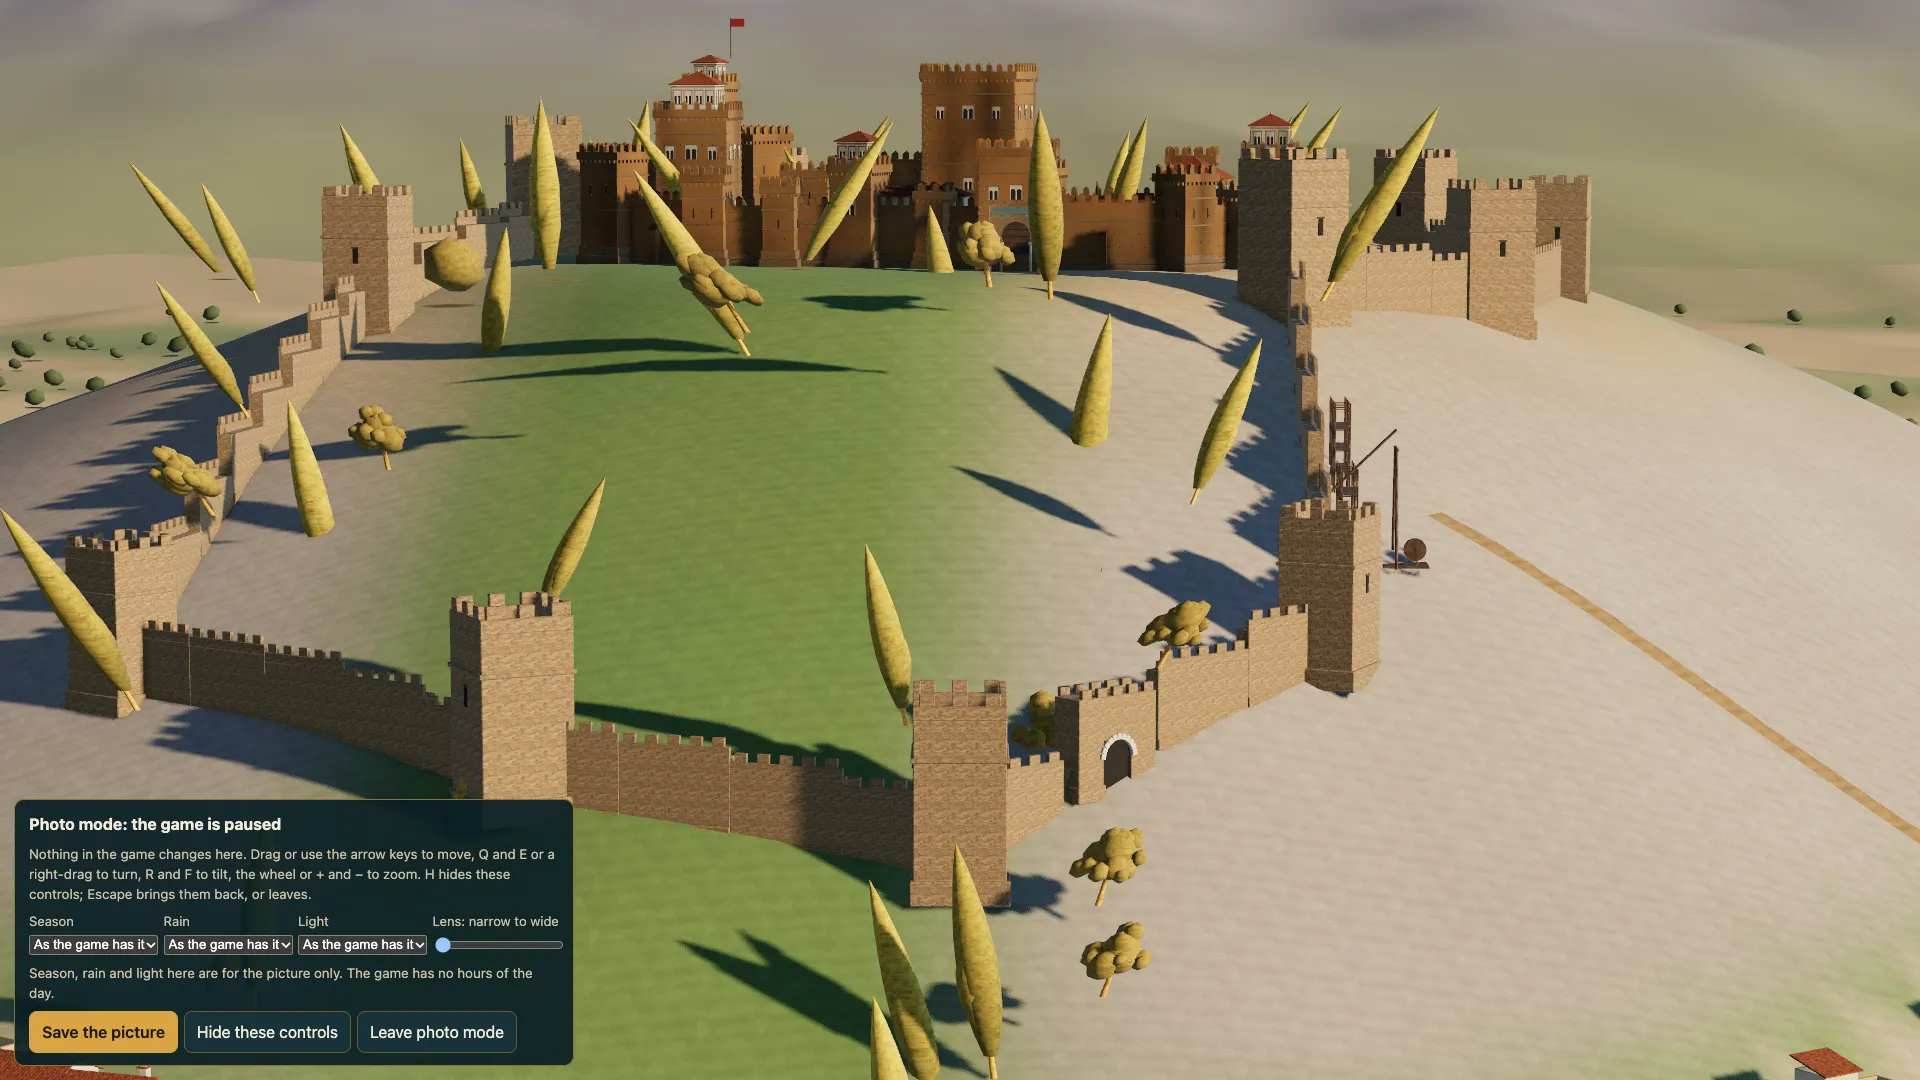 Photo mode: the game is paused
Nothing in the game changes here. Drag or use the arrow keys to move, Q and E or a
right-drag to turn, R and F to tilt, the wheel or + and − to zoom. H hides these
controls; Escape brings them back, or leaves.
Season Rain Light Lens: narrow to wide
As the game has it As the game has it As the game has it
Season, rain and light here are for the picture only. The game has no hours of the
day.
Save the picture Hide these controls Leave photo mode